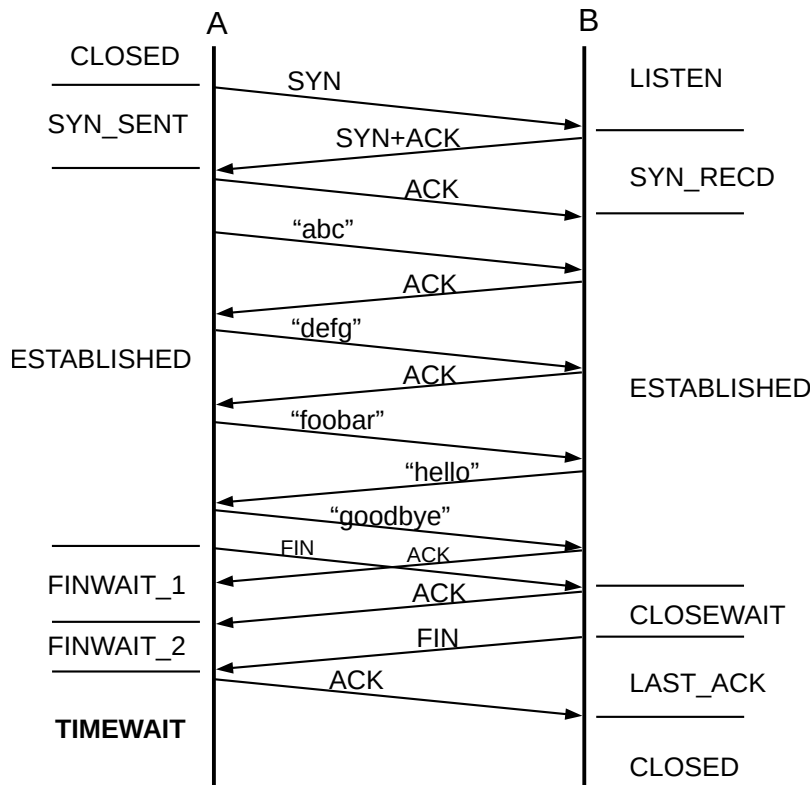 A
B
CLOSED
SYN
LISTEN
SYN_SENT
SYN+ACK
ACK
SYN_RECD
“abc”
ACK
“defg”
ESTABLISHED
ACK
ESTABLISHED
“foobar”
“hello”
“goodbye”
FIN
ACK
FINWAIT_1
ACK
CLOSEWAIT
FINWAIT_2
FIN
ACK
LAST_ACK
TIMEWAIT
CLOSED